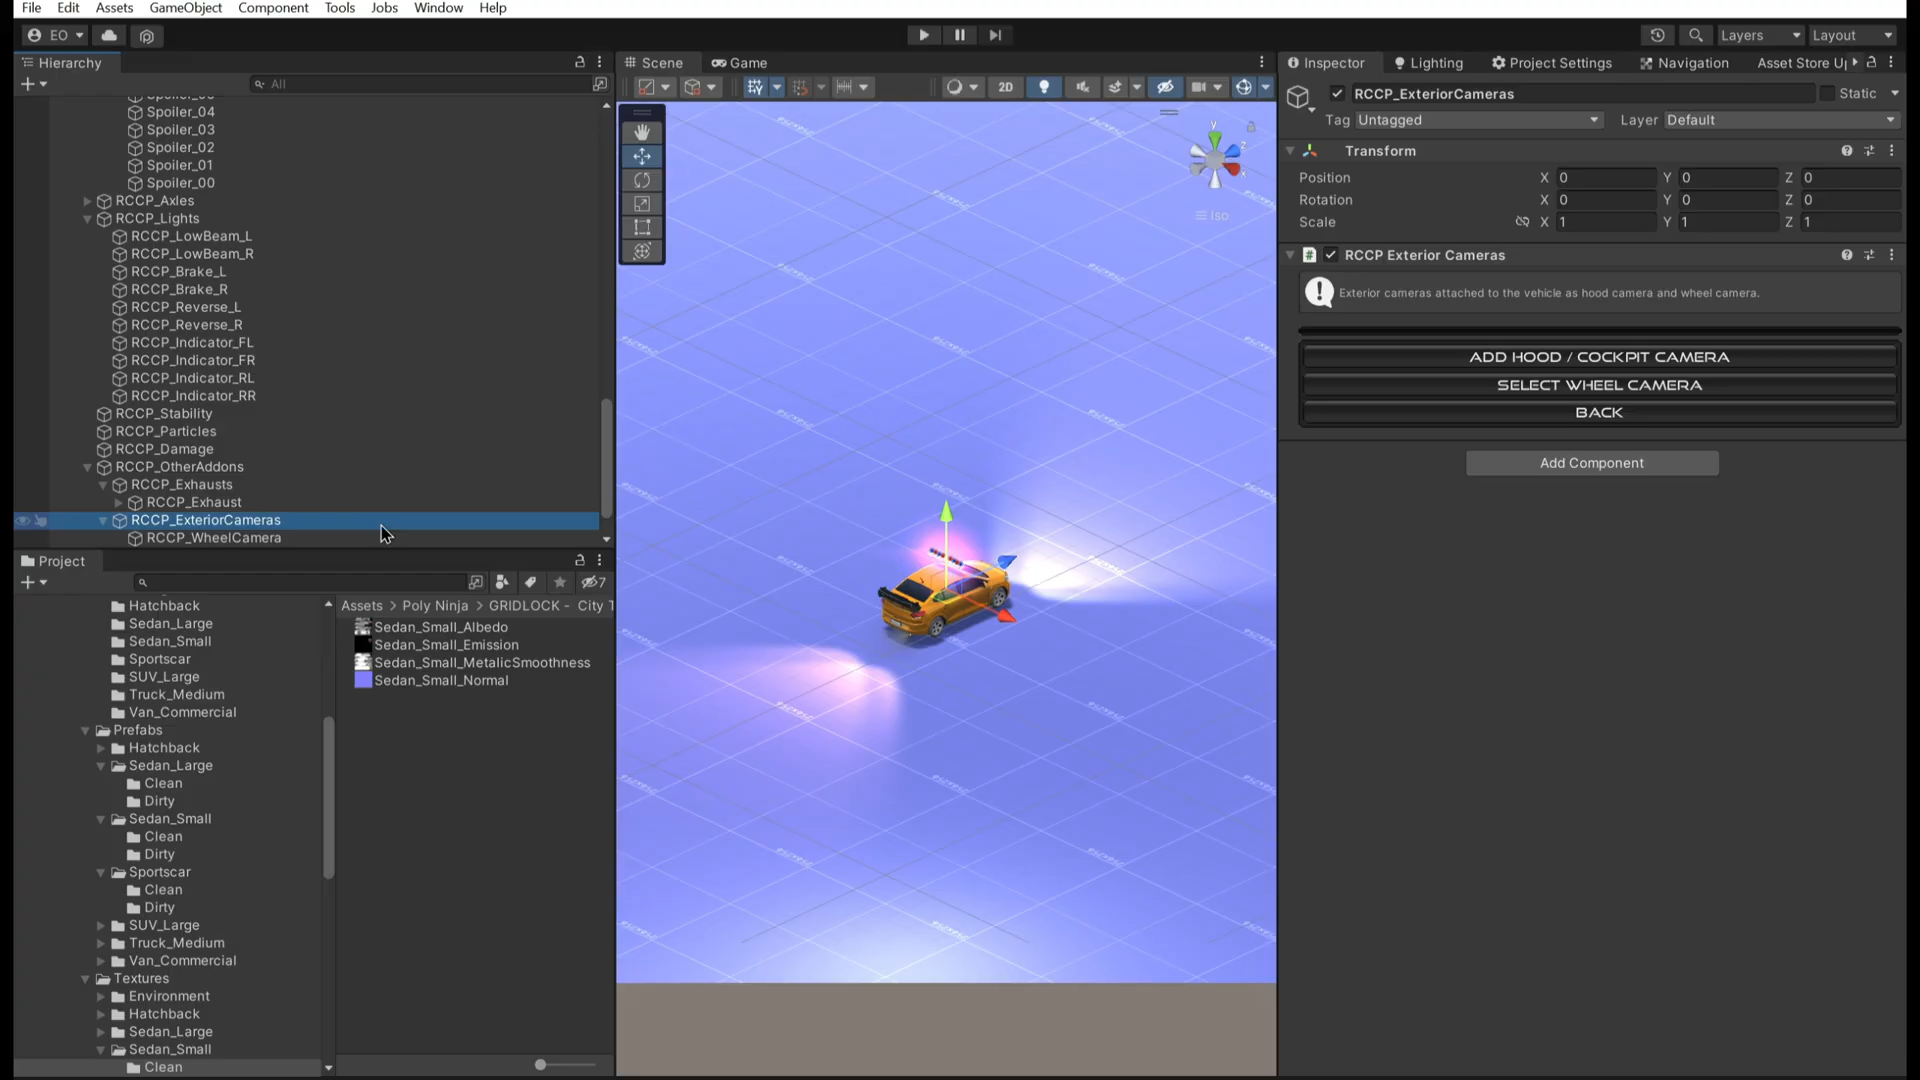 File Edit Assets GameObject Component Tools Jobs Window Help
EO Layers Layout
Hierarchy
All
Spoiler_04
Spoiler_03
Spoiler_02
Spoiler_01
Spoiler_00
RCCP_Axles
RCCP_Lights
RCCP_LowBeam_L
RCCP_LowBeam_R
RCCP_Brake_L
RCCP_Brake_R
RCCP_Reverse_L
RCCP_Reverse_R
RCCP_Indicator_FL
RCCP_Indicator_FR
RCCP_Indicator_RL
RCCP_Indicator_RR
RCCP_Stability
RCCP_Particles
RCCP_Damage
RCCP_OtherAddons
RCCP_Exhausts
RCCP_Exhaust
RCCP_ExteriorCameras
RCCP_WheelCamera
Project
7
Hatchback
Sedan_Large
Sedan_Small
Sportscar
SUV_Large
Truck_Medium
Van_Commercial
Prefabs
Hatchback
Sedan_Large
Clean
Dirty
Sedan_Small
Clean
Dirty
Sportscar
Clean
Dirty
SUV_Large
Truck_Medium
Van_Commercial
Textures
Environment
Hatchback
Sedan_Large
Sedan_Small
Clean
Assets > Poly Ninja > GRIDLOCK - City T
Sedan_Small_Albedo
Sedan_Small_Emission
Sedan_Small_MetalicSmoothness
Sedan_Small_Normal
Scene Game
2D
y
z
Iso
Inspector Lighting Project Settings Navigation Asset Store U
RCCP_ExteriorCameras Static
Tag Untagged Layer Default
Transform
Position X 0 Y 0 Z 0
Rotation X 0 Y 0 Z 0
Scale X 1 Y 1 Z 1
# RCCP Exterior Cameras
Exterior cameras attached to the vehicle as hood camera and wheel camera.
ADD HOOD / COCKPIT CAMERA
SELECT WHEEL CAMERA
BACK
Add Component